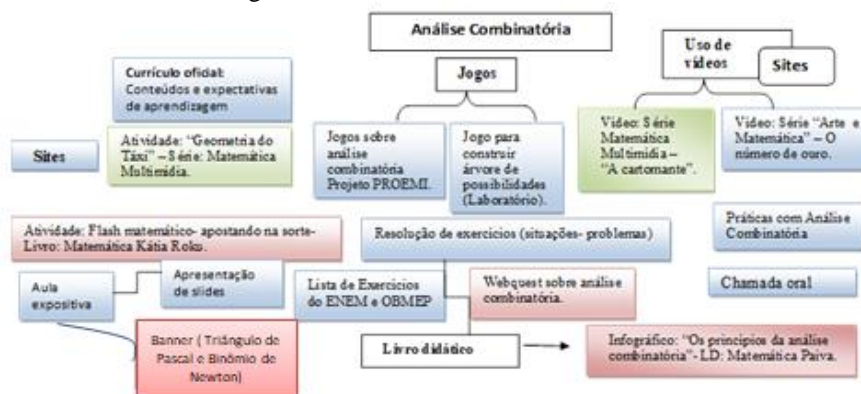 Análise Combinatória
Currículo oficial:
Conteúdos e expectativas
de aprendizagem
Jogos
Uso de
vídeos
Sites
Sites
Atividade: "Geometria do
Táxi" – Série: Matemática
Multimídia.
Jogos sobre
análise
combinatória
Projeto PROEMI.
Jogo para
construir
árvore de
possibilidades
(Laboratório).
Video: Série
Matemática
Multimídia –
"A cartomante".
Video: Série "Arte e
Matemática" – O
número de ouro.
Atividade: Flash matemático- apostando na sorte-
Livro: Matemática Kátia Roku.
Resolução de exercícios (situações- problemas)
Práticas com Análise
Combinatória
Aula
expositiva
Apresentação
de slides
Lista de Exercícios
do ENEM e OBMEP
Webquest sobre análise
combinatória.
Chamada oral
Banner ( Triângulo de
Pascal e Binômio de
Newton)
Livro didático
Infográfico: "Os princípios da análise
combinatória"- LD: Matemática Paiva.